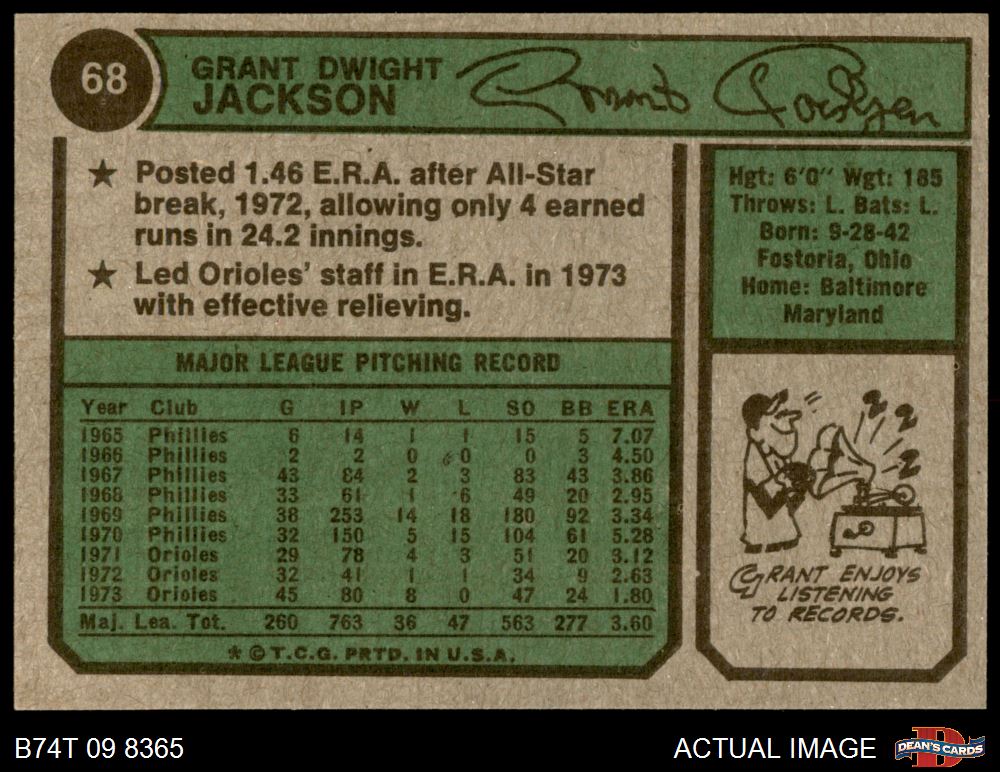 68
GRANT DWIGHT
JACKSON
Grant Jackson
★ Posted 1.46 E.R.A. after All-Star
break, 1972, allowing only 4 earned
runs in 24.2 innings.
★ Led Orioles' staff in E.R.A. in 1973
with effective relieving.
Hgt: 6'0" Wgt: 185
Throws: L. Bats: L.
Born: 9-28-42
Fostoria, Ohio
Home: Baltimore
Maryland
MAJOR LEAGUE PITCHING RECORD
Year Club G IP W L SO BB ERA
1965 Phillies 6 14 1 1 15 5 7.07
1966 Phillies 2 2 0 0 0 3 4.50
1967 Phillies 43 84 2 3 83 43 3.86
1968 Phillies 33 61 1 6 49 20 2.95
1969 Phillies 38 253 14 18 180 92 3.34
1970 Phillies 32 150 5 15 104 61 5.28
1971 Orioles 29 78 4 3 51 20 3.12
1972 Orioles 32 41 1 1 34 9 2.63
1973 Orioles 45 80 8 0 47 24 1.80
Maj. Lea. Tot. 260 763 36 47 563 277 3.60
* © T.C.G. PRTD. IN U.S.A.
GRANT ENJOYS
LISTENING
TO RECORDS.
B74T 09 8365
ACTUAL IMAGE
D
DEAN'S CARDS